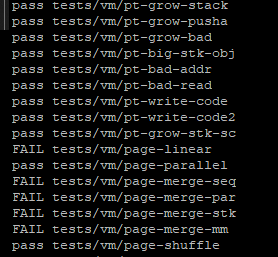 pass tests/vm/pt-grow-stack
pass tests/vm/pt-grow-pusha
pass tests/vm/pt-grow-bad
pass tests/vm/pt-big-stk-obj
pass tests/vm/pt-bad-addr
pass tests/vm/pt-bad-read
pass tests/vm/pt-write-code
pass tests/vm/pt-write-code2
pass tests/vm/pt-grow-stk-sc
FAIL tests/vm/page-linear
pass tests/vm/page-parallel
FAIL tests/vm/page-merge-seq
FAIL tests/vm/page-merge-par
FAIL tests/vm/page-merge-stk
FAIL tests/vm/page-merge-mm
pass tests/vm/page-shuffle